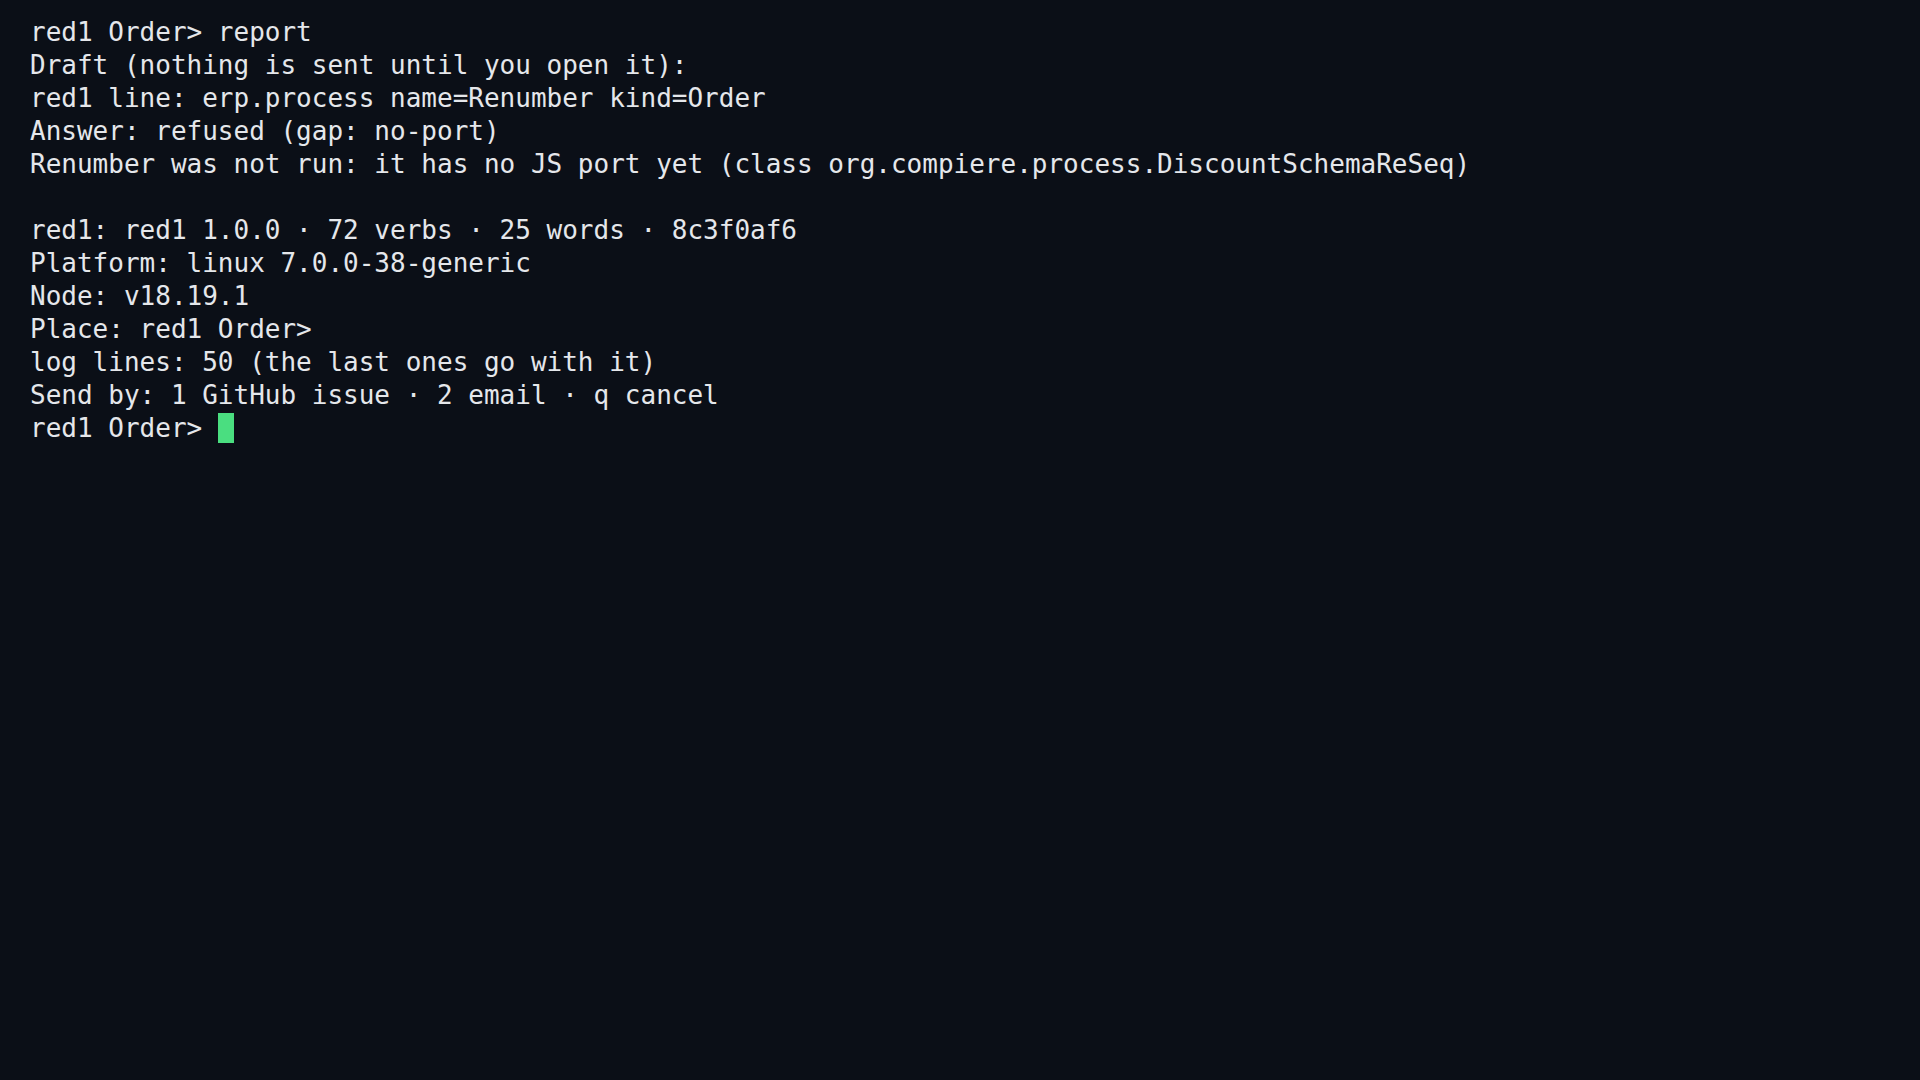 red1 Order> report
Draft (nothing is sent until you open it):
red1 line: erp.process name=Renumber kind=Order
Answer: refused (gap: no-port)
Renumber was not run: it has no JS port yet (class org.compiere.process.DiscountSchemaReSeq)
red1: red1 1.0.0 · 72 verbs · 25 words · 8c3f0af6
Platform: linux 7.0.0-38-generic
Node: v18.19.1
Place: red1 Order>
log lines: 50 (the last ones go with it)
Send by: 1 GitHub issue · 2 email · q cancel
red1 Order>